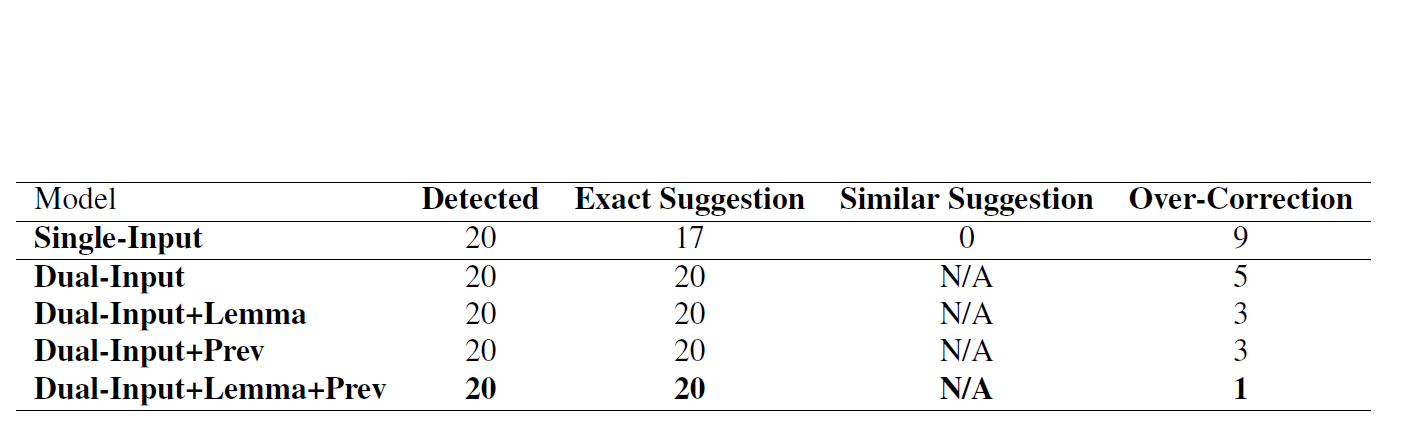 Model Detected Exact Suggestion Similar Suggestion Over-Correction
Single-Input 20 17 0 9
Dual-Input 20 20 N/A 5
Dual-Input+Lemma 20 20 N/A 3
Dual-Input+Prev 20 20 N/A 3
Dual-Input+Lemma+Prev 20 20 N/A 1